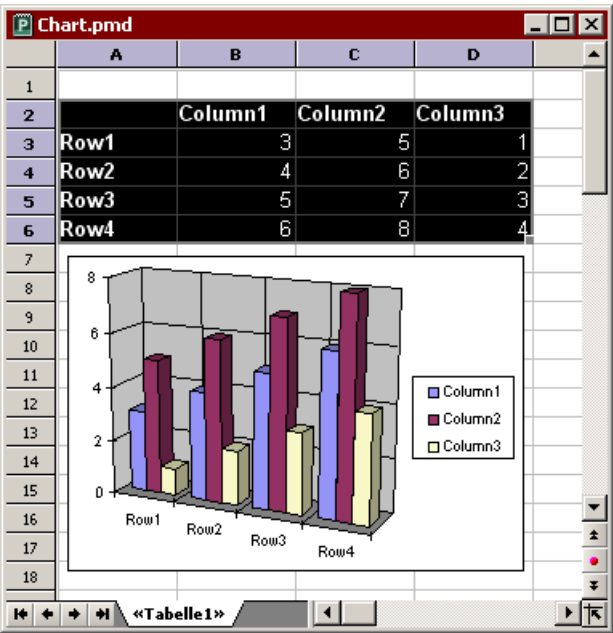 Chart.pmd
A B C D
1
2 Column1 Column2 Column3
3 Row1 3 5 1
4 Row2 4 6 2
5 Row3 5 7 3
6 Row4 6 8 4
7
8 8
9
10 6
11
12 4 Column1
13 Column2
14 2 Column3
15 0
16 Row1 Row2
17 Row3 Row4
18
«Tabelle1»